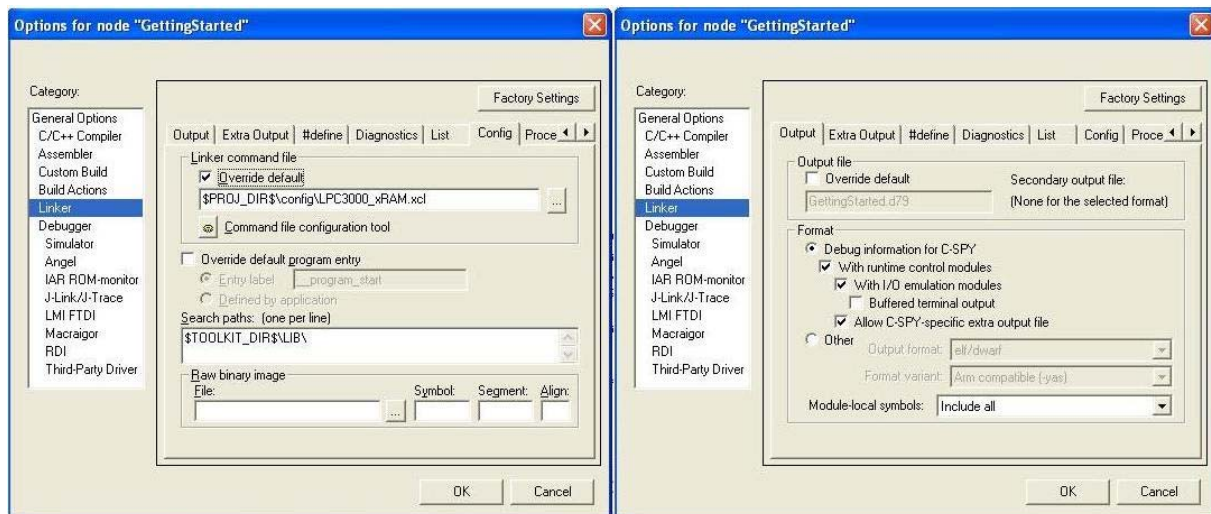 Options for node "GettingStarted"
Category:
General Options
C/C++ Compiler
Assembler
Custom Build
Build Actions
Linker
Debugger
Simulator
Angel
IAR ROM-monitor
J-Link/J-Trace
LMI FTDI
Macraigor
RDI
Third-Party Driver
Factory Settings
Output Extra Output #define Diagnostics List Config Proce
Linker command file
Override default
$PROJ_DIR$\config\LPC3000_xRAM.xcl
...
Command file configuration tool
Override default program entry
Entry label __program_start
Defined by application
Search paths: (one per line)
$TOOLKIT_DIR$\LIB\
Raw binary image
File: Symbol: Segment: Align:
...
OK Cancel
Options for node "GettingStarted"
Category:
General Options
C/C++ Compiler
Assembler
Custom Build
Build Actions
Linker
Debugger
Simulator
Angel
IAR ROM-monitor
J-Link/J-Trace
LMI FTDI
Macraigor
RDI
Third-Party Driver
Factory Settings
Output Extra Output #define Diagnostics List Config Proce
Output file
Override default
GettingStarted.d79
Secondary output file:
(None for the selected format)
Format
Debug information for C-SPY
With runtime control modules
With I/O emulation modules
Buffered terminal output
Allow C-SPY-specific extra output file
Other
Output format: elf/dwarf
Format variant: Arm compatible (-yas)
Module-local symbols: Include all
OK Cancel